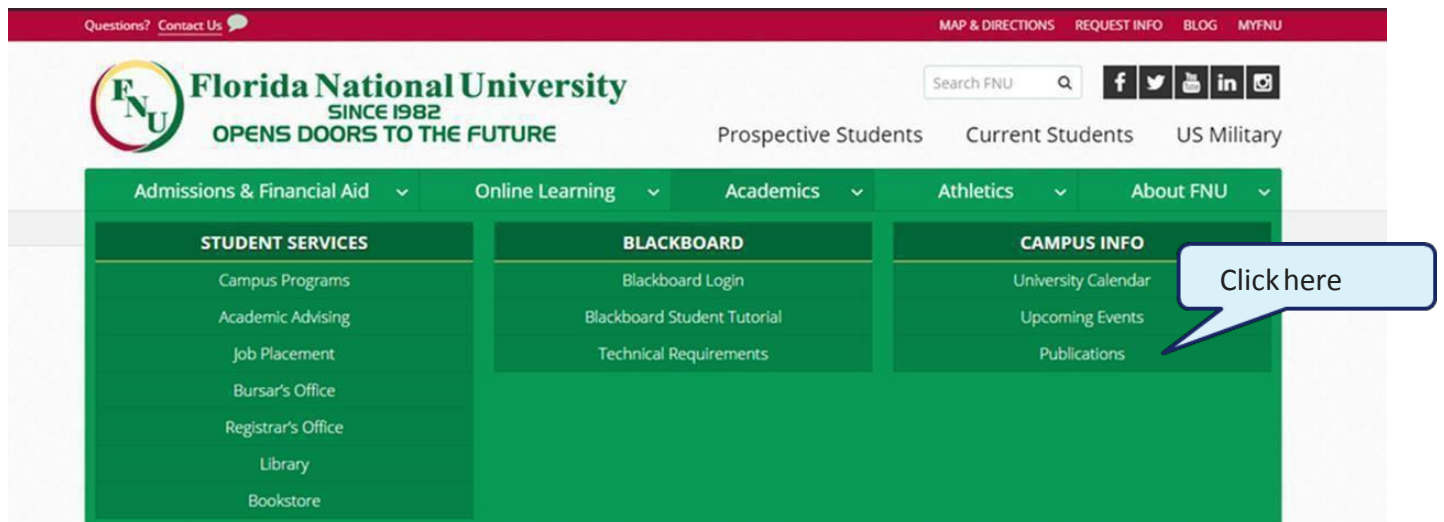 Questions? Contact Us
MAP & DIRECTIONS REQUEST INFO BLOG MYFNU
FNU
Florida National University
SINCE 1982
OPENS DOORS TO THE FUTURE
Search FNU
You Tube
Prospective Students Current Students US Military
Admissions & Financial Aid Online Learning Academics Athletics About FNU
STUDENT SERVICES
Campus Programs
Academic Advising
Job Placement
Bursar's Office
Registrar's Office
Library
Bookstore
BLACKBOARD
Blackboard Login
Blackboard Student Tutorial
Technical Requirements
CAMPUS INFO
University Calendar
Upcoming Events
Publications
Click here